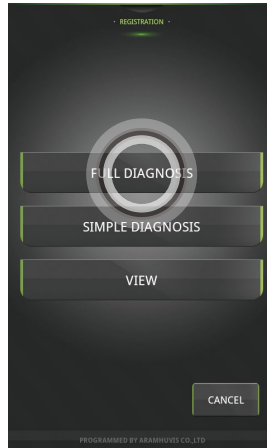 · REGISTRATION ·
FULL DIAGNOSIS
SIMPLE DIAGNOSIS
VIEW
CANCEL
PROGRAMMED BY ARAMHUVIS CO.,LTD